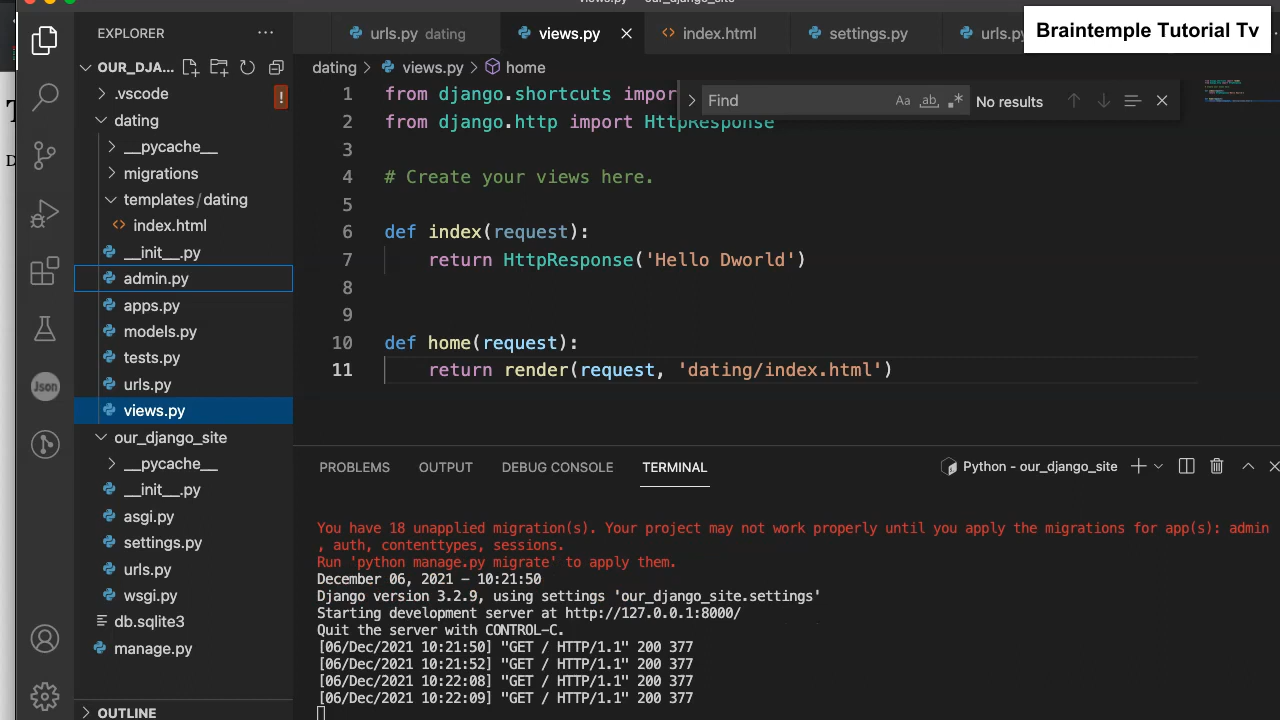 views.py — our_django_site
Braintemple Tutorial Tv
EXPLORER
urls.py dating
views.py
index.html
settings.py
urls.py
OUR_DJA...
dating
views.py
home
.vscode
!
dating
__pycache__
migrations
templates/dating
index.html
__init__.py
admin.py
apps.py
models.py
tests.py
urls.py
views.py
our_django_site
__pycache__
__init__.py
asgi.py
settings.py
urls.py
wsgi.py
db.sqlite3
manage.py
OUTLINE
Json
Find
Aa
ab
No results
1 from django.shortcuts impor
2 from django.http import HttpResponse
3
4 # Create your views here.
5
6 def index(request):
7 return HttpResponse('Hello Dworld')
8
9
10 def home(request):
11 return render(request, 'dating/index.html')
PROBLEMS
OUTPUT
DEBUG CONSOLE
TERMINAL
Python - our_django_site
You have 18 unapplied migration(s). Your project may not work properly until you apply the migrations for app(s): admin
, auth, contenttypes, sessions.
Run 'python manage.py migrate' to apply them.
December 06, 2021 - 10:21:50
Django version 3.2.9, using settings 'our_django_site.settings'
Starting development server at http://127.0.0.1:8000/
Quit the server with CONTROL-C.
[06/Dec/2021 10:21:50] "GET / HTTP/1.1" 200 377
[06/Dec/2021 10:21:52] "GET / HTTP/1.1" 200 377
[06/Dec/2021 10:22:08] "GET / HTTP/1.1" 200 377
[06/Dec/2021 10:22:09] "GET / HTTP/1.1" 200 377